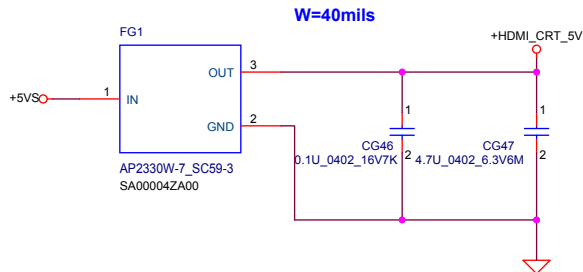 W=40mils
FG1
+HDMI_CRT_5V
OUT 3
+5VS 1 IN
GND 2
1 1
CG46 CG47
0.1U_0402_16V7K 4.7U_0402_6.3V6M
2 2
AP2330W-7_SC59-3
SA00004ZA00